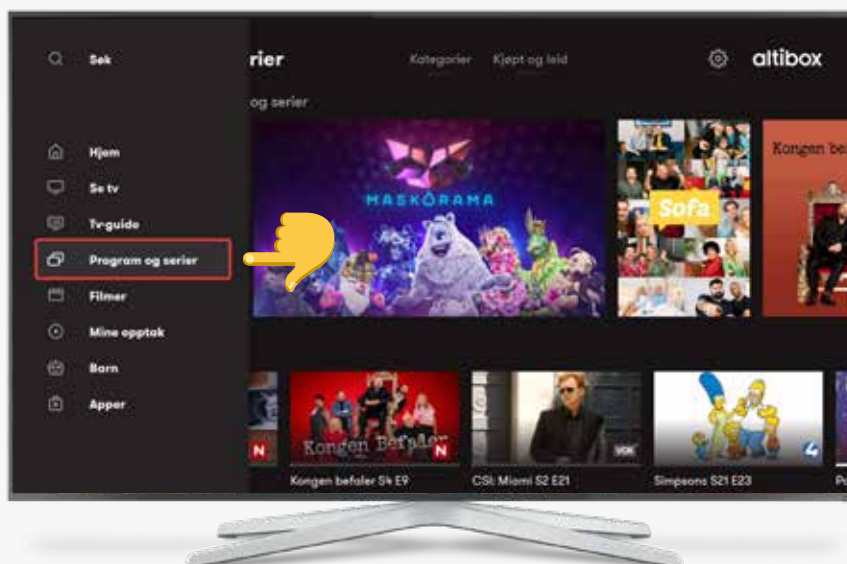 Søk
rier
Kategorier
Kjøpt og leid
altibox
og serier
Hjem
Se tv
Tv-guide
Program og serier
Filmer
Mine opptak
Barn
Apper
MASKORAMA
Sofa
Kongen be
N
Kongen Befaler
N
VOX
4
Kongen befaler S4 E9
CSI: Miami S2 E21
Simpsons S21 E23